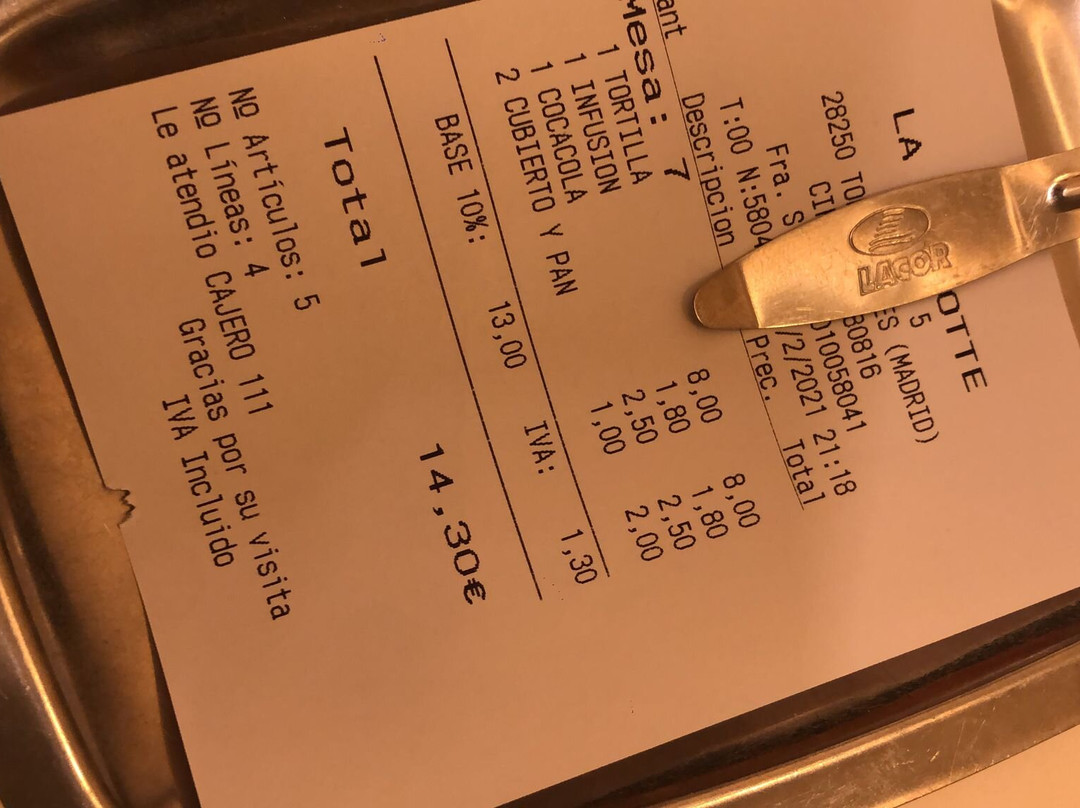 LA OTTE
5
28250 TO ES (MADRID)
CI 80816
Fra. S 010058041
T:00 N:5804 /2/2021 21:18
ant Descripcion Prec. Total
Mesa: 7
1 TORTILLA 8,00 8,00
1 INFUSION 1,80 1,80
1 COCACOLA 2,50 2,50
2 CUBIERTO Y PAN 1,00 2,00
BASE 10%: 13,00 IVA: 1,30
Total 14,30€
Nº Artículos: 5
Nº Líneas: 4
Le atendio CAJERO 111
Gracias por su visita
IVA Incluido
LACOR